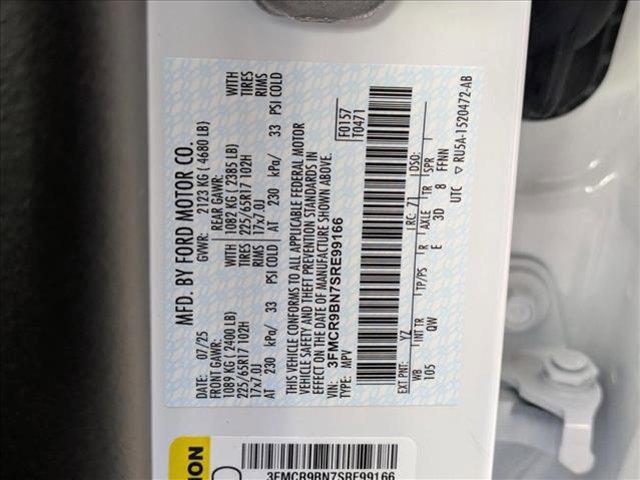 MFD. BY FORD MOTOR CO.
DATE: 07/25 GVWR: 2123 KG ( 4680 LB)
FRONT GAWR: REAR GAWR: WITH
1089 KG ( 2400 LB) 1082 KG ( 2385 LB) TIRES
225/65R17 102H WITH 225/65R17 102H RIMS
17x7.0J TIRES 17x7.0J
AT 230 kPa/ 33 PSI COLD RIMS AT 230 kPa/ 33 PSI COLD
THIS VEHICLE CONFORMS TO ALL APPLICABLE FEDERAL MOTOR
VEHICLE SAFETY AND THEFT PREVENTION STANDARDS IN
EFFECT ON THE DATE OF MANUFACTURE SHOWN ABOVE.
VIN: 3FMCR9BN7SRE99166 F0157
TYPE: MPV T0471
EXT PNT: YZ RC: 71 DSO:
WB INT TR TP/PS R AXLE TR SPR
105 QW E 3D 8 FFNN
UTC RU5A-1520472-AB
3FMCR9BN7SRE99166